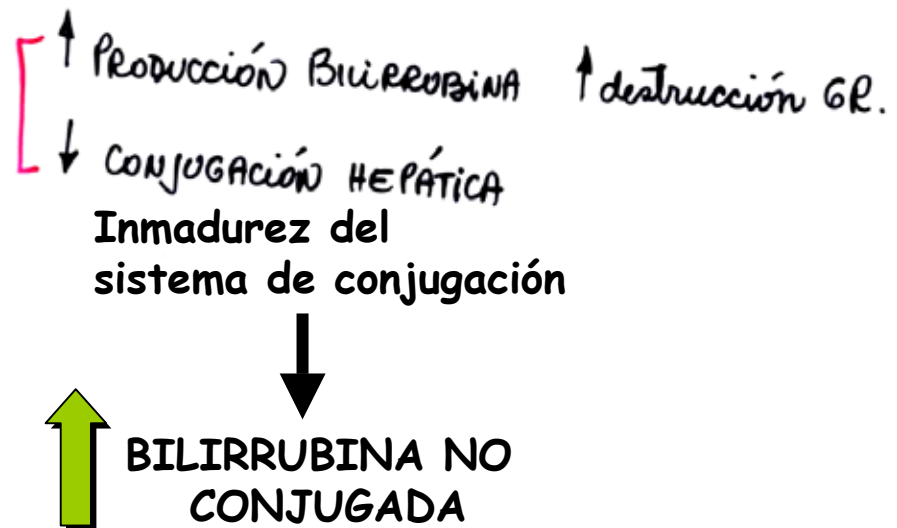 ↑ PRODUCCIÓN BILIRRUBINA ↑ destrucción GR.
↓ CONJUGACIÓN HEPÁTICA
Inmadurez del
sistema de conjugación
BILIRRUBINA NO
CONJUGADA